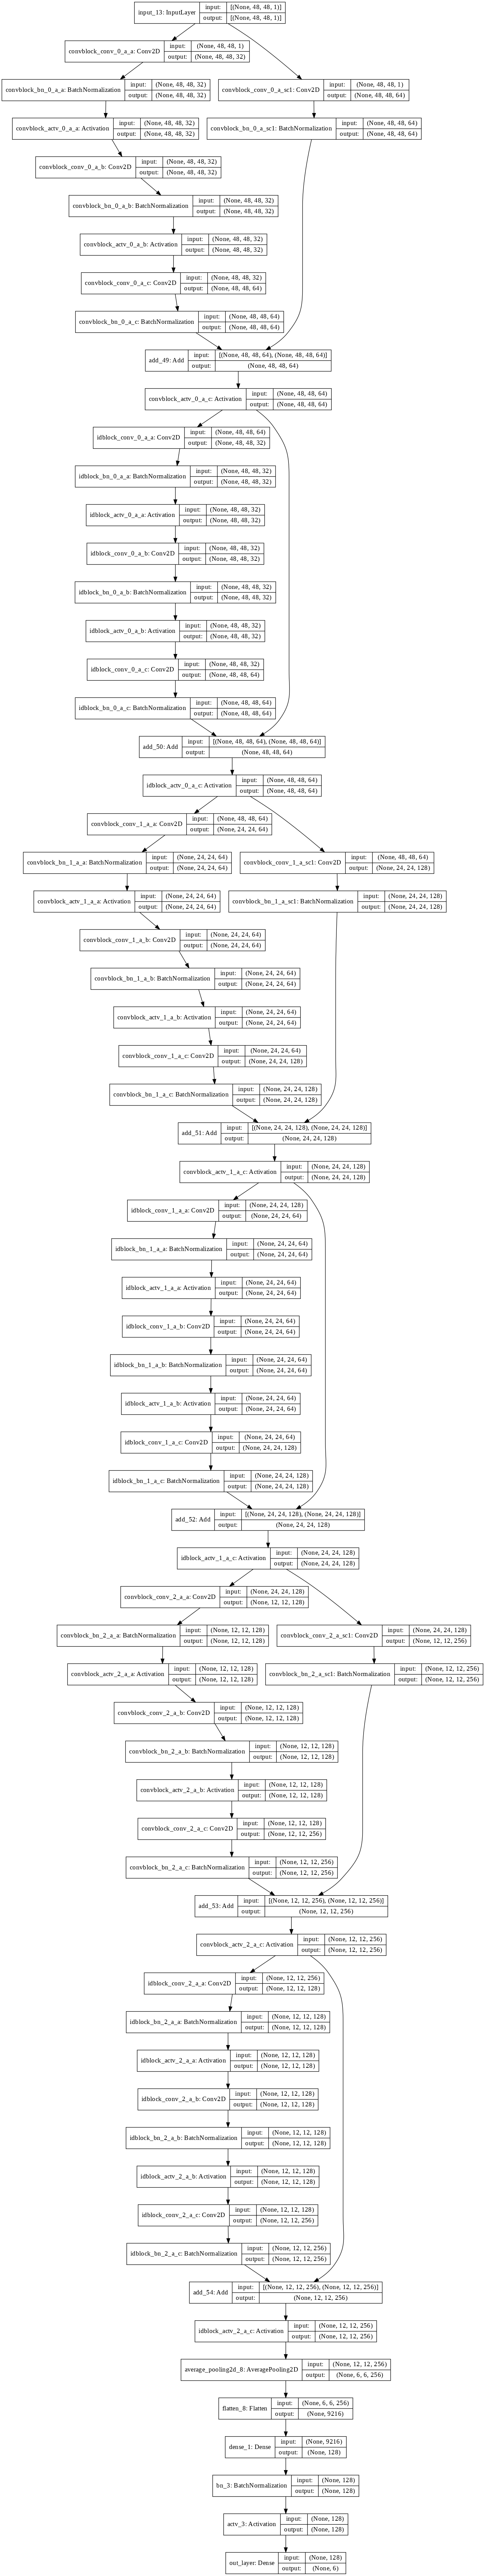 input_13: InputLayer input: [(None, 48, 48, 1)]
output: [(None, 48, 48, 1)]
convblock_conv_0_a_a: Conv2D input: (None, 48, 48, 1)
output: (None, 48, 48, 32)
convblock_bn_0_a_a: BatchNormalization input: (None, 48, 48, 32)
output: (None, 48, 48, 32)
convblock_conv_0_a_sc1: Conv2D input: (None, 48, 48, 1)
output: (None, 48, 48, 64)
convblock_actv_0_a_a: Activation input: (None, 48, 48, 32)
output: (None, 48, 48, 32)
convblock_bn_0_a_sc1: BatchNormalization input: (None, 48, 48, 64)
output: (None, 48, 48, 64)
convblock_conv_0_a_b: Conv2D input: (None, 48, 48, 32)
output: (None, 48, 48, 32)
convblock_bn_0_a_b: BatchNormalization input: (None, 48, 48, 32)
output: (None, 48, 48, 32)
convblock_actv_0_a_b: Activation input: (None, 48, 48, 32)
output: (None, 48, 48, 32)
convblock_conv_0_a_c: Conv2D input: (None, 48, 48, 32)
output: (None, 48, 48, 64)
convblock_bn_0_a_c: BatchNormalization input: (None, 48, 48, 64)
output: (None, 48, 48, 64)
add_49: Add input: [(None, 48, 48, 64), (None, 48, 48, 64)]
output: (None, 48, 48, 64)
convblock_actv_0_a_c: Activation input: (None, 48, 48, 64)
output: (None, 48, 48, 64)
idblock_conv_0_a_a: Conv2D input: (None, 48, 48, 64)
output: (None, 48, 48, 32)
idblock_bn_0_a_a: BatchNormalization input: (None, 48, 48, 32)
output: (None, 48, 48, 32)
idblock_actv_0_a_a: Activation input: (None, 48, 48, 32)
output: (None, 48, 48, 32)
idblock_conv_0_a_b: Conv2D input: (None, 48, 48, 32)
output: (None, 48, 48, 32)
idblock_bn_0_a_b: BatchNormalization input: (None, 48, 48, 32)
output: (None, 48, 48, 32)
idblock_actv_0_a_b: Activation input: (None, 48, 48, 32)
output: (None, 48, 48, 32)
idblock_conv_0_a_c: Conv2D input: (None, 48, 48, 32)
output: (None, 48, 48, 64)
idblock_bn_0_a_c: BatchNormalization input: (None, 48, 48, 64)
output: (None, 48, 48, 64)
add_50: Add input: [(None, 48, 48, 64), (None, 48, 48, 64)]
output: (None, 48, 48, 64)
idblock_actv_0_a_c: Activation input: (None, 48, 48, 64)
output: (None, 48, 48, 64)
convblock_conv_1_a_a: Conv2D input: (None, 48, 48, 64)
output: (None, 24, 24, 64)
convblock_bn_1_a_a: BatchNormalization input: (None, 24, 24, 64)
output: (None, 24, 24, 64)
convblock_conv_1_a_sc1: Conv2D input: (None, 48, 48, 64)
output: (None, 24, 24, 128)
convblock_actv_1_a_a: Activation input: (None, 24, 24, 64)
output: (None, 24, 24, 64)
convblock_bn_1_a_sc1: BatchNormalization input: (None, 24, 24, 128)
output: (None, 24, 24, 128)
convblock_conv_1_a_b: Conv2D input: (None, 24, 24, 64)
output: (None, 24, 24, 64)
convblock_bn_1_a_b: BatchNormalization input: (None, 24, 24, 64)
output: (None, 24, 24, 64)
convblock_actv_1_a_b: Activation input: (None, 24, 24, 64)
output: (None, 24, 24, 64)
convblock_conv_1_a_c: Conv2D input: (None, 24, 24, 64)
output: (None, 24, 24, 128)
convblock_bn_1_a_c: BatchNormalization input: (None, 24, 24, 128)
output: (None, 24, 24, 128)
add_51: Add input: [(None, 24, 24, 128), (None, 24, 24, 128)]
output: (None, 24, 24, 128)
convblock_actv_1_a_c: Activation input: (None, 24, 24, 128)
output: (None, 24, 24, 128)
idblock_conv_1_a_a: Conv2D input: (None, 24, 24, 128)
output: (None, 24, 24, 64)
idblock_bn_1_a_a: BatchNormalization input: (None, 24, 24, 64)
output: (None, 24, 24, 64)
idblock_actv_1_a_a: Activation input: (None, 24, 24, 64)
output: (None, 24, 24, 64)
idblock_conv_1_a_b: Conv2D input: (None, 24, 24, 64)
output: (None, 24, 24, 64)
idblock_bn_1_a_b: BatchNormalization input: (None, 24, 24, 64)
output: (None, 24, 24, 64)
idblock_actv_1_a_b: Activation input: (None, 24, 24, 64)
output: (None, 24, 24, 64)
idblock_conv_1_a_c: Conv2D input: (None, 24, 24, 64)
output: (None, 24, 24, 128)
idblock_bn_1_a_c: BatchNormalization input: (None, 24, 24, 128)
output: (None, 24, 24, 128)
add_52: Add input: [(None, 24, 24, 128), (None, 24, 24, 128)]
output: (None, 24, 24, 128)
idblock_actv_1_a_c: Activation input: (None, 24, 24, 128)
output: (None, 24, 24, 128)
convblock_conv_2_a_a: Conv2D input: (None, 24, 24, 128)
output: (None, 12, 12, 128)
convblock_bn_2_a_a: BatchNormalization input: (None, 12, 12, 128)
output: (None, 12, 12, 128)
convblock_conv_2_a_sc1: Conv2D input: (None, 24, 24, 128)
output: (None, 12, 12, 256)
convblock_actv_2_a_a: Activation input: (None, 12, 12, 128)
output: (None, 12, 12, 128)
convblock_bn_2_a_sc1: BatchNormalization input: (None, 12, 12, 256)
output: (None, 12, 12, 256)
convblock_conv_2_a_b: Conv2D input: (None, 12, 12, 128)
output: (None, 12, 12, 128)
convblock_bn_2_a_b: BatchNormalization input: (None, 12, 12, 128)
output: (None, 12, 12, 128)
convblock_actv_2_a_b: Activation input: (None, 12, 12, 128)
output: (None, 12, 12, 128)
convblock_conv_2_a_c: Conv2D input: (None, 12, 12, 128)
output: (None, 12, 12, 256)
convblock_bn_2_a_c: BatchNormalization input: (None, 12, 12, 256)
output: (None, 12, 12, 256)
add_53: Add input: [(None, 12, 12, 256), (None, 12, 12, 256)]
output: (None, 12, 12, 256)
convblock_actv_2_a_c: Activation input: (None, 12, 12, 256)
output: (None, 12, 12, 256)
idblock_conv_2_a_a: Conv2D input: (None, 12, 12, 256)
output: (None, 12, 12, 128)
idblock_bn_2_a_a: BatchNormalization input: (None, 12, 12, 128)
output: (None, 12, 12, 128)
idblock_actv_2_a_a: Activation input: (None, 12, 12, 128)
output: (None, 12, 12, 128)
idblock_conv_2_a_b: Conv2D input: (None, 12, 12, 128)
output: (None, 12, 12, 128)
idblock_bn_2_a_b: BatchNormalization input: (None, 12, 12, 128)
output: (None, 12, 12, 128)
idblock_actv_2_a_b: Activation input: (None, 12, 12, 128)
output: (None, 12, 12, 128)
idblock_conv_2_a_c: Conv2D input: (None, 12, 12, 128)
output: (None, 12, 12, 256)
idblock_bn_2_a_c: BatchNormalization input: (None, 12, 12, 256)
output: (None, 12, 12, 256)
add_54: Add input: [(None, 12, 12, 256), (None, 12, 12, 256)]
output: (None, 12, 12, 256)
idblock_actv_2_a_c: Activation input: (None, 12, 12, 256)
output: (None, 12, 12, 256)
average_pooling2d_8: AveragePooling2D input: (None, 12, 12, 256)
output: (None, 6, 6, 256)
flatten_8: Flatten input: (None, 6, 6, 256)
output: (None, 9216)
dense_1: Dense input: (None, 9216)
output: (None, 128)
bn_3: BatchNormalization input: (None, 128)
output: (None, 128)
actv_3: Activation input: (None, 128)
output: (None, 128)
out_layer: Dense input: (None, 128)
output: (None, 6)